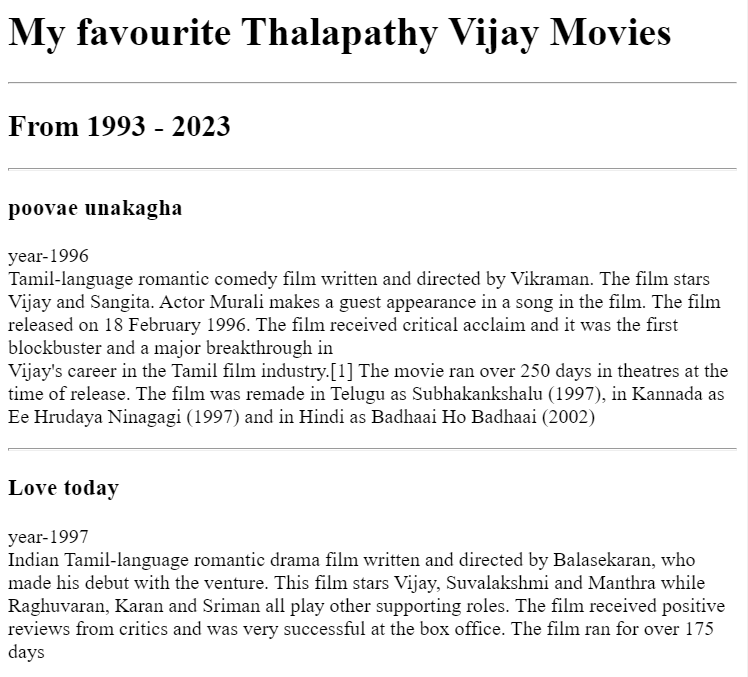 My favourite Thalapathy Vijay Movies
From 1993 - 2023
poovae unakagha
year-1996
Tamil-language romantic comedy film written and directed by Vikraman. The film stars
Vijay and Sangita. Actor Murali makes a guest appearance in a song in the film. The film
released on 18 February 1996. The film received critical acclaim and it was the first
blockbuster and a major breakthrough in
Vijay's career in the Tamil film industry.[1] The movie ran over 250 days in theatres at the
time of release. The film was remade in Telugu as Subhakankshalu (1997), in Kannada as
Ee Hrudaya Ninagagi (1997) and in Hindi as Badhaai Ho Badhaai (2002)
Love today
year-1997
Indian Tamil-language romantic drama film written and directed by Balasekaran, who
made his debut with the venture. This film stars Vijay, Suvalakshmi and Manthra while
Raghuvaran, Karan and Sriman all play other supporting roles. The film received positive
reviews from critics and was very successful at the box office. The film ran for over 175
days